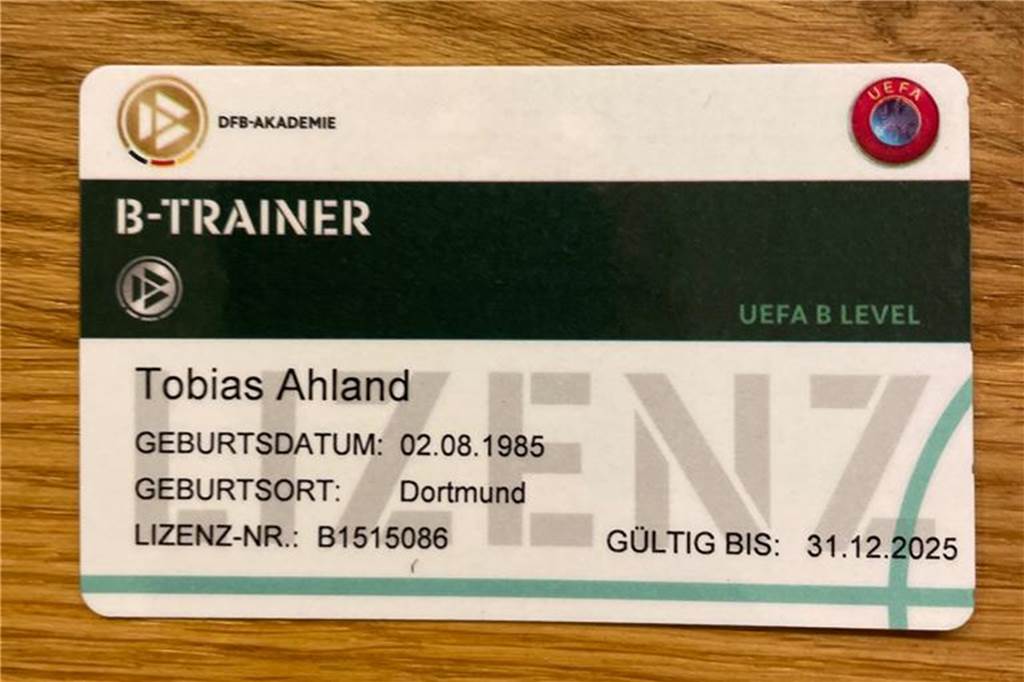 DFB-AKADEMIE
UEFA
B-TRAINER
UEFA B LEVEL
LIZENZ
Tobias Ahland
GEBURTSDATUM: 02.08.1985
GEBURTSORT: Dortmund
LIZENZ-NR.: B1515086
GÜLTIG BIS: 31.12.2025